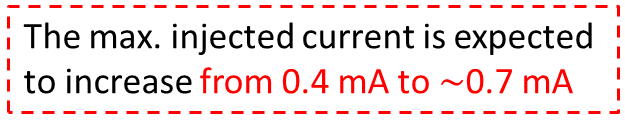 The max. injected current is expected
to increase from 0.4 mA to ~0.7 mA